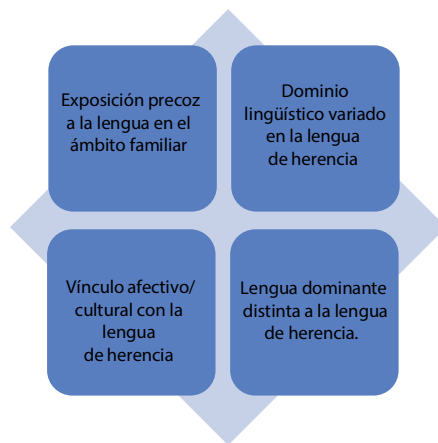 Exposición precoz
a la lengua en el
ámbito familiar
Dominio
lingüístico variado
en la lengua
de herencia
Vínculo afectivo/
cultural con la
lengua
de herencia
Lengua dominante
distinta a la lengua
de herencia.